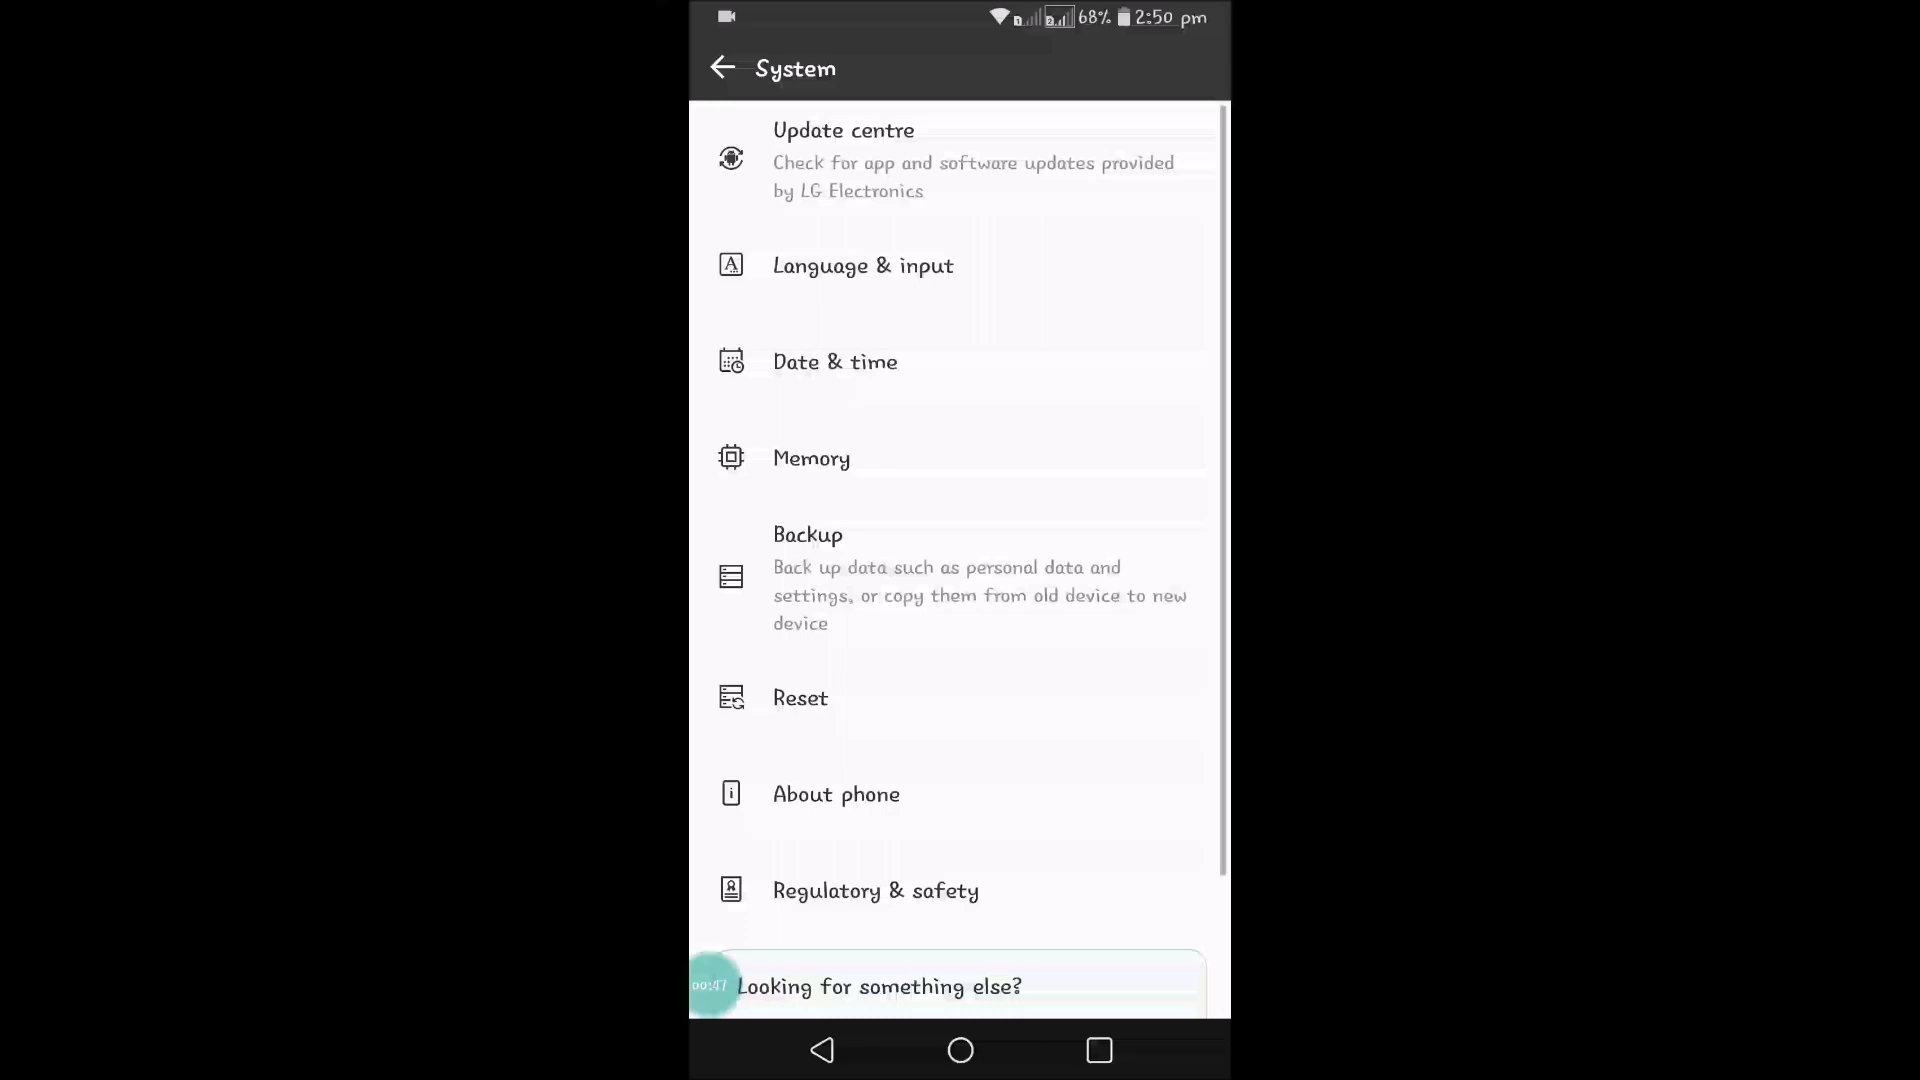 68% 2:50 pm
System
Update centre
Check for app and software updates provided
by LG Electronics
Language & input
Date & time
Memory
Backup
Back up data such as personal data and
settings, or copy them from old device to new
device
Reset
About phone
Regulatory & safety
00:47
Looking for something else?